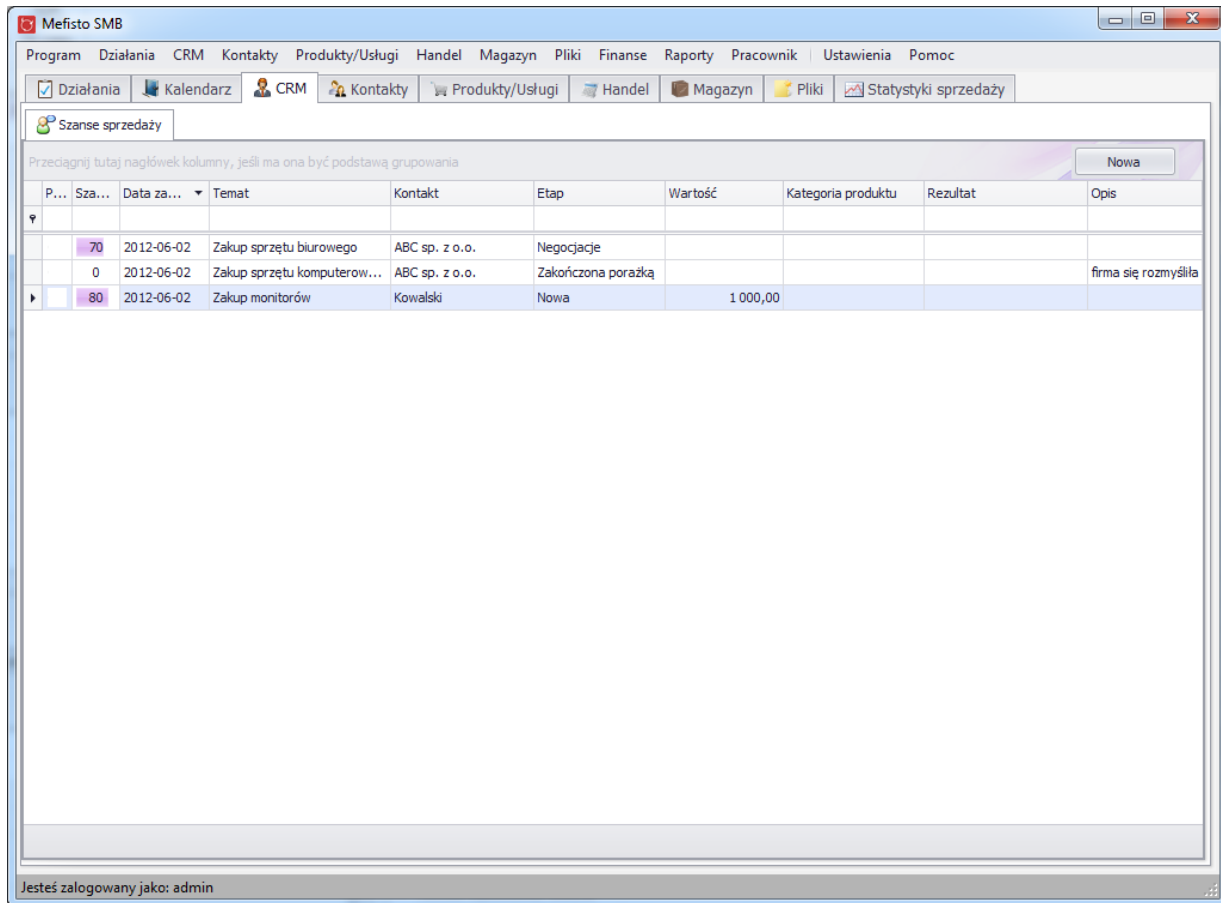 Mefisto SMB
Program Działania CRM Kontakty Produkty/Usługi Handel Magazyn Pliki Finanse Raporty Pracownik Ustawienia Pomoc
Działania Kalendarz CRM Kontakty Produkty/Usługi Handel Magazyn Pliki Statystyki sprzedaży
Szanse sprzedaży
Przeciągnij tutaj nagłówek kolumny, jeśli ma ona być podstawą grupowania Nowa
P... Sza... Data za... Temat Kontakt Etap Wartość Kategoria produktu Rezultat Opis
70 2012-06-02 Zakup sprzętu biurowego ABC sp. z o.o. Negocjacje
0 2012-06-02 Zakup sprzętu komputerow... ABC sp. z o.o. Zakończona porażką firma się rozmyśliła
80 2012-06-02 Zakup monitorów Kowalski Nowa 1 000,00
Jesteś zalogowany jako: admin